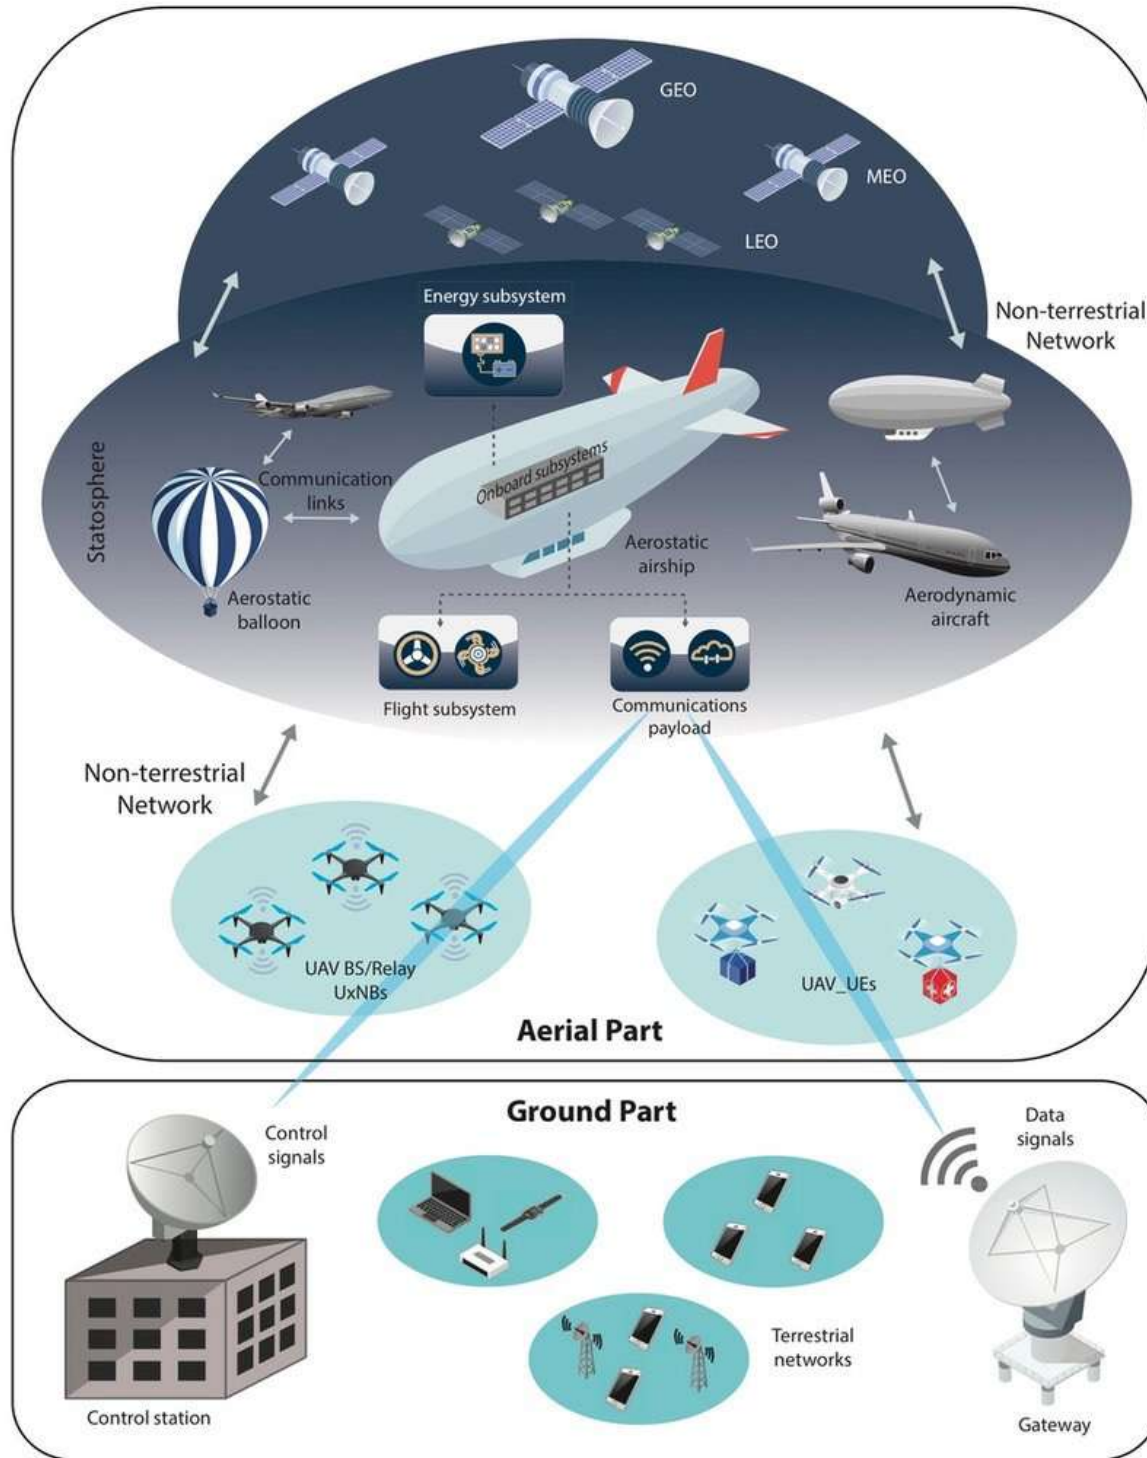 GEO
MEO
LEO
Energy subsystem
Non-terrestrial
Network
Statosphere
Communication
links
Onboard subsystems
Aerostatic
airship
Aerostatic
balloon
Aerodynamic
aircraft
Flight subsystem
Communications
payload
Non-terrestrial
Network
UAV BS/Relay
UxNBs
UAV_UEs
Aerial Part
Ground Part
Control
signals
Data
signals
Terrestrial
networks
Control station
Gateway